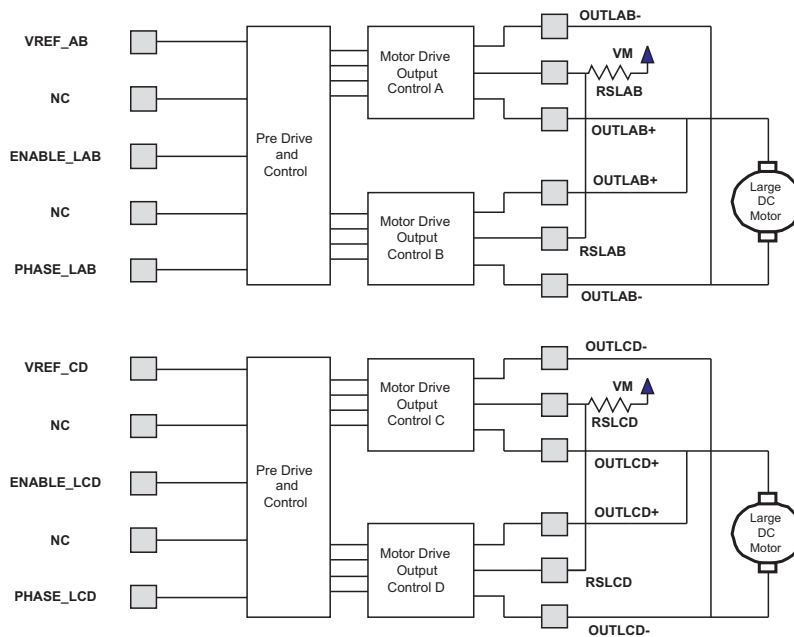 VREF_AB
NC
ENABLE_LAB
NC
PHASE_LAB
Pre Drive
and
Control
Motor Drive
Output
Control A
Motor Drive
Output
Control B
OUTLAB-
VM
RSLAB
OUTLAB+
OUTLAB+
RSLAB
OUTLAB-
Large
DC
Motor
VREF_CD
NC
ENABLE_LCD
NC
PHASE_LCD
Pre Drive
and
Control
Motor Drive
Output
Control C
Motor Drive
Output
Control D
OUTLCD-
VM
RSLCD
OUTLCD+
OUTLCD+
RSLCD
OUTLCD-
Large
DC
Motor